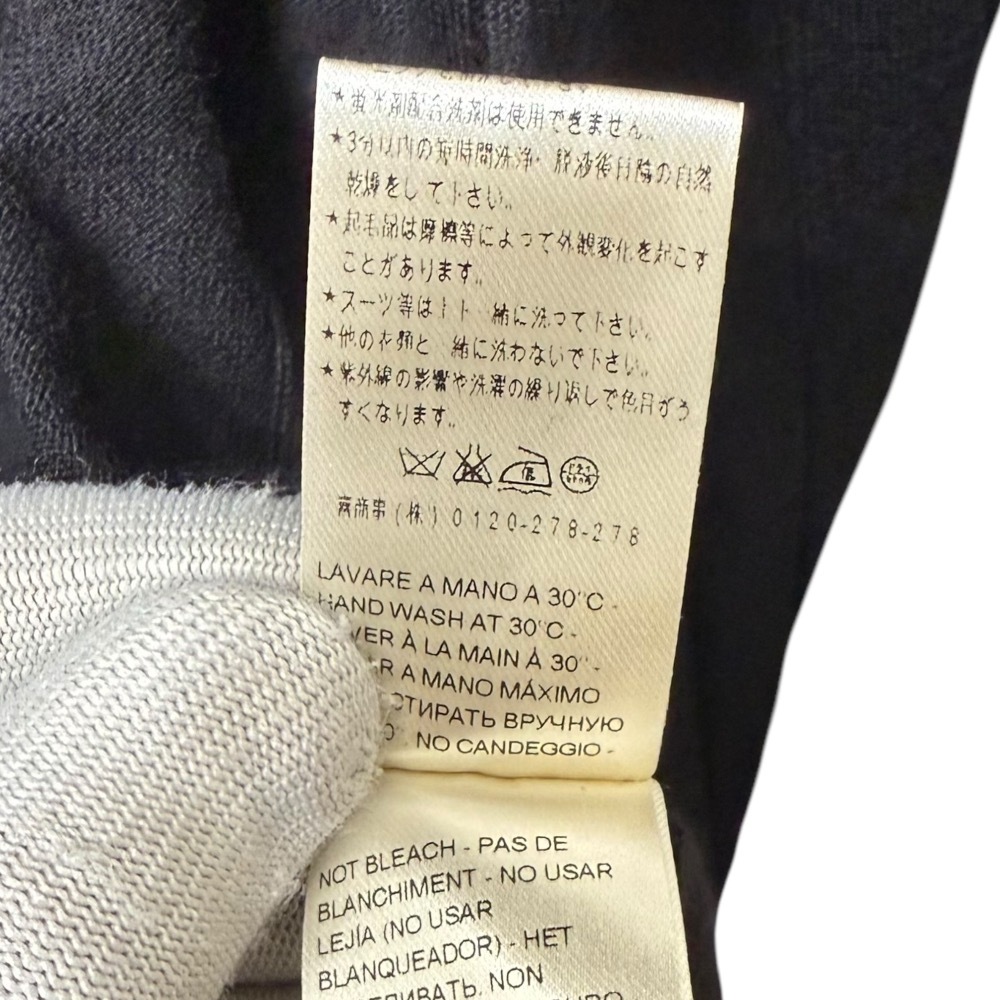 ★蛍光剤配合洗剤は使用できません。
★3分以内の短時間洗浄・脱液後日陰の自然
乾燥をして下さい。
★起毛品は摩擦等によって外観変化を起こす
ことがあります。
★スーツ等は上下一緒に洗って下さい。
★他の衣類と一緒に洗わないで下さい。
★紫外線の影響や洗濯の繰り返しで色目がう
すくなります。
商事(株)0120-278-278
LAVARE A MANO A 30°C -
HAND WASH AT 30°C -
À LA MAIN À 30° -
A MANO MÁXIMO
ВРУЧНУЮ
NO CANDEGGIO -
NOT BLEACH - PAS DE
BLANCHIMENT - NO USAR
LEJÍA (NO USAR
BLANQUEADOR) - НЕТ
NON